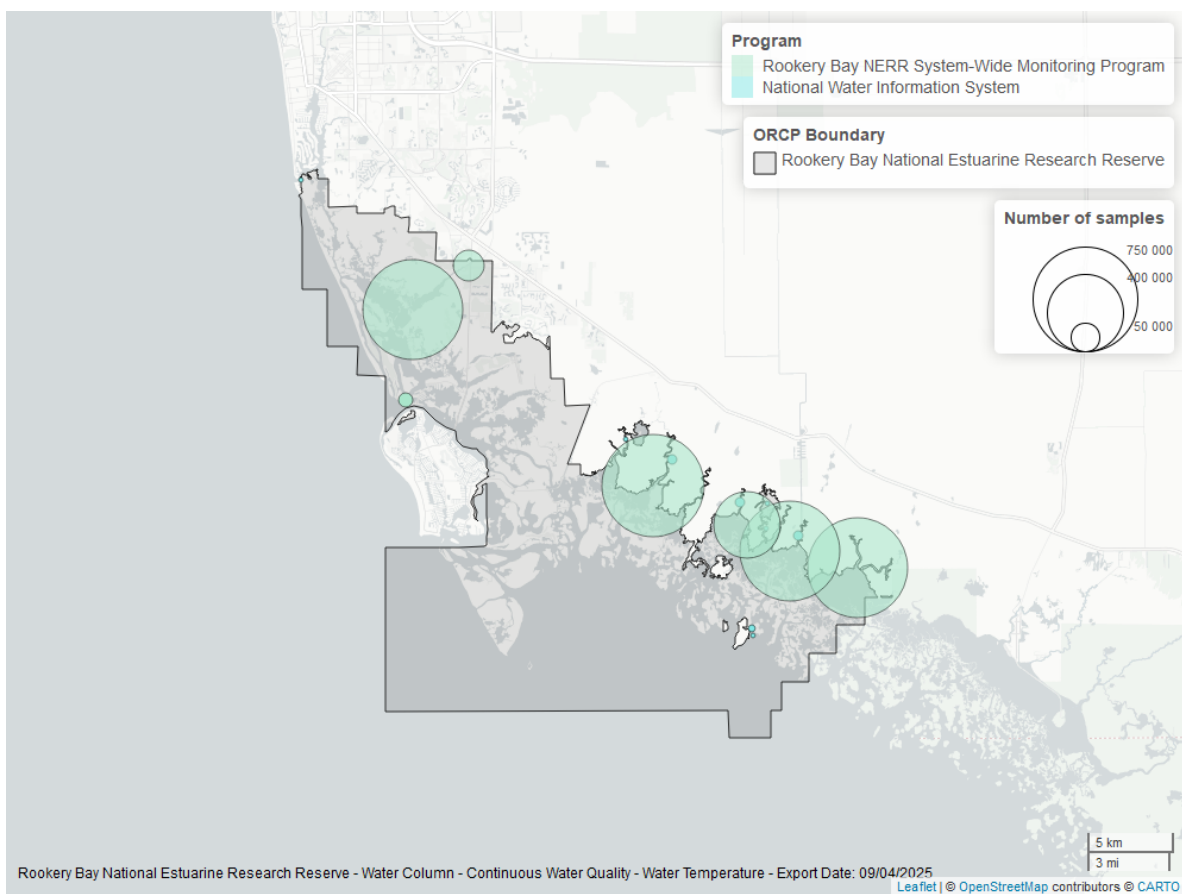 Program
Rookery Bay NERR System-Wide Monitoring Program
National Water Information System
ORCP Boundary
Rookery Bay National Estuarine Research Reserve
Number of samples
750 000
400 000
50 000
5 km
3 mi
Rookery Bay National Estuarine Research Reserve - Water Column - Continuous Water Quality - Water Temperature - Export Date: 09/04/2025
Leaflet | © OpenStreetMap contributors © CARTO